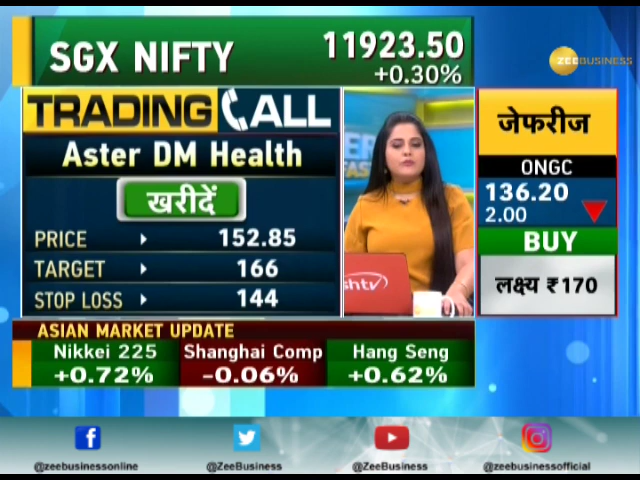 SGX NIFTY
11923.50
+0.30%
ZEEBUSINESS
TRADING CALL
Aster DM Health
खरीदें
PRICE 152.85
TARGET 166
STOP LOSS 144
जेफरीज
ONGC
136.20
2.00
BUY
लक्ष्य ₹170
shtv
ASIAN MARKET UPDATE
Nikkei 225
+0.72%
Shanghai Comp
-0.06%
Hang Seng
+0.62%
@zeebusinessonline
@ZeeBusiness
@ZeeBusiness
@zeebusinessofficial